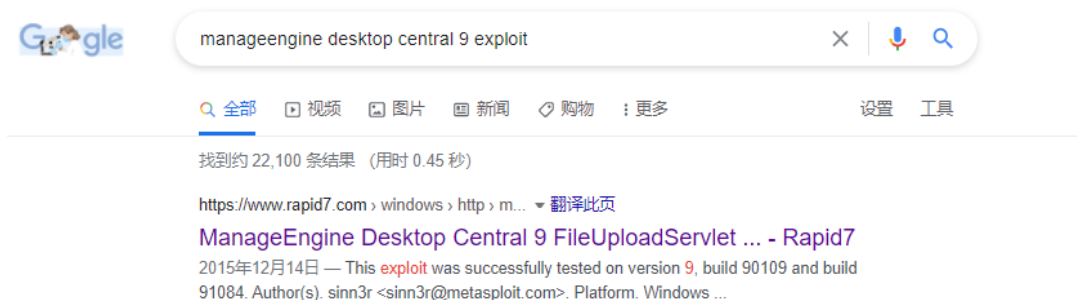 Google
manageengine desktop central 9 exploit
全部 视频 图片 新闻 购物 更多 设置 工具
找到约 22,100 条结果 （用时 0.45 秒）
https://www.rapid7.com › windows › http › m... 翻译此页
ManageEngine Desktop Central 9 FileUploadServlet ... - Rapid7
2015年12月14日 — This exploit was successfully tested on version 9, build 90109 and build
91084. Author(s). sinn3r <sinn3r@metasploit.com>. Platform. Windows ...